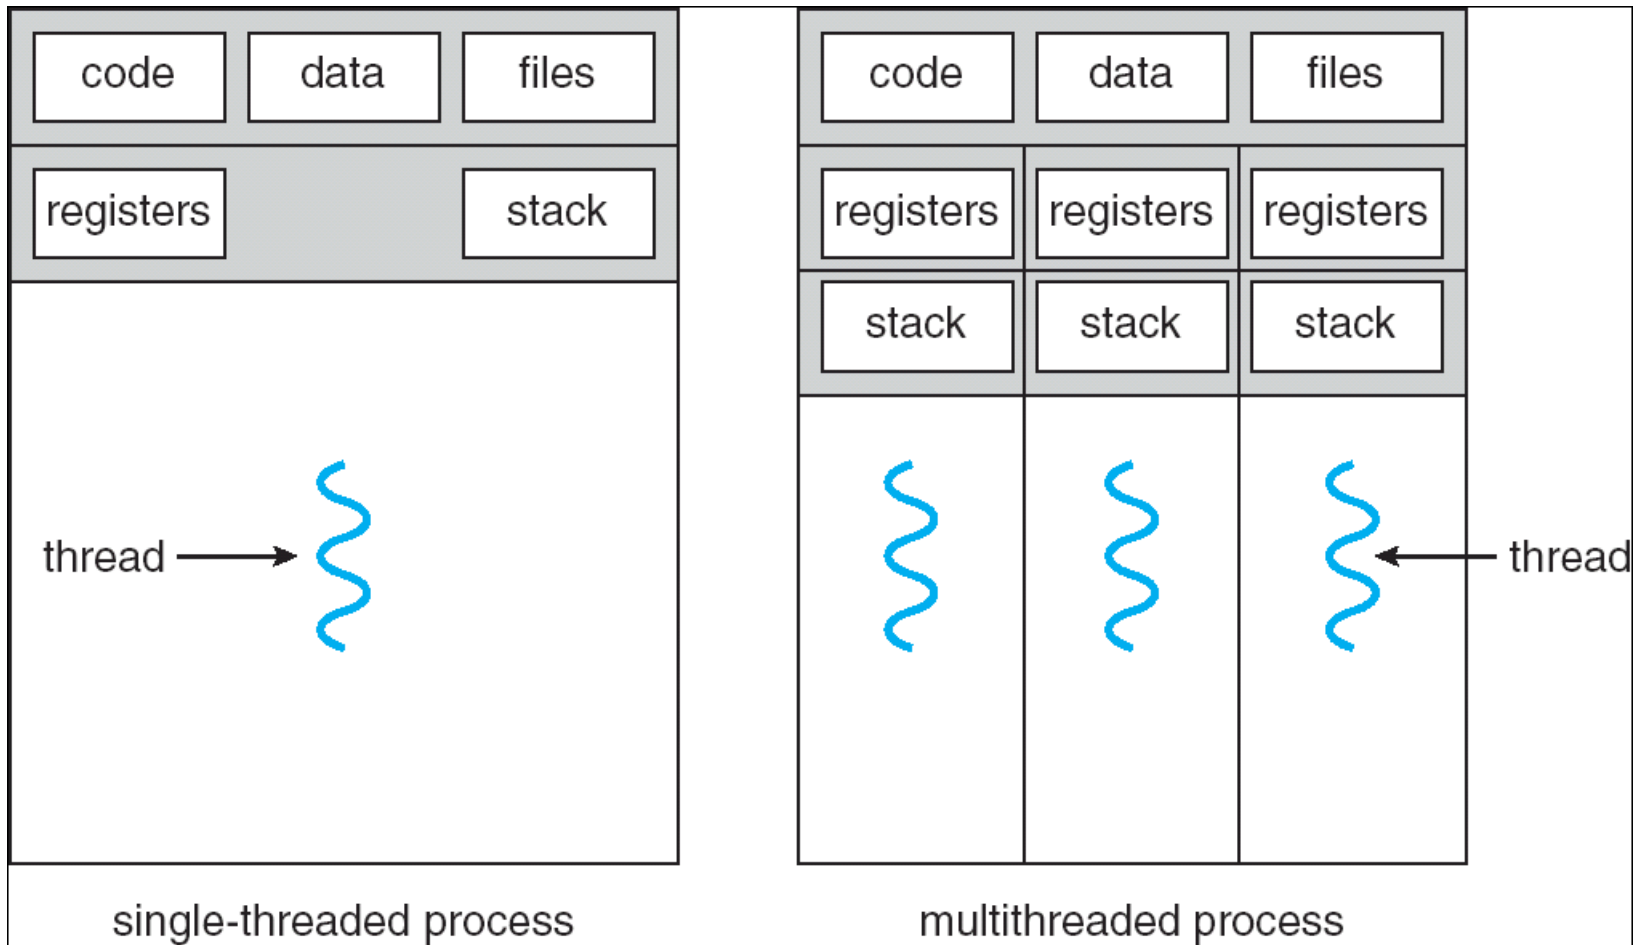 code data files
registers stack
thread
single-threaded process
code data files
registers registers registers
stack stack stack
thread
multithreaded process